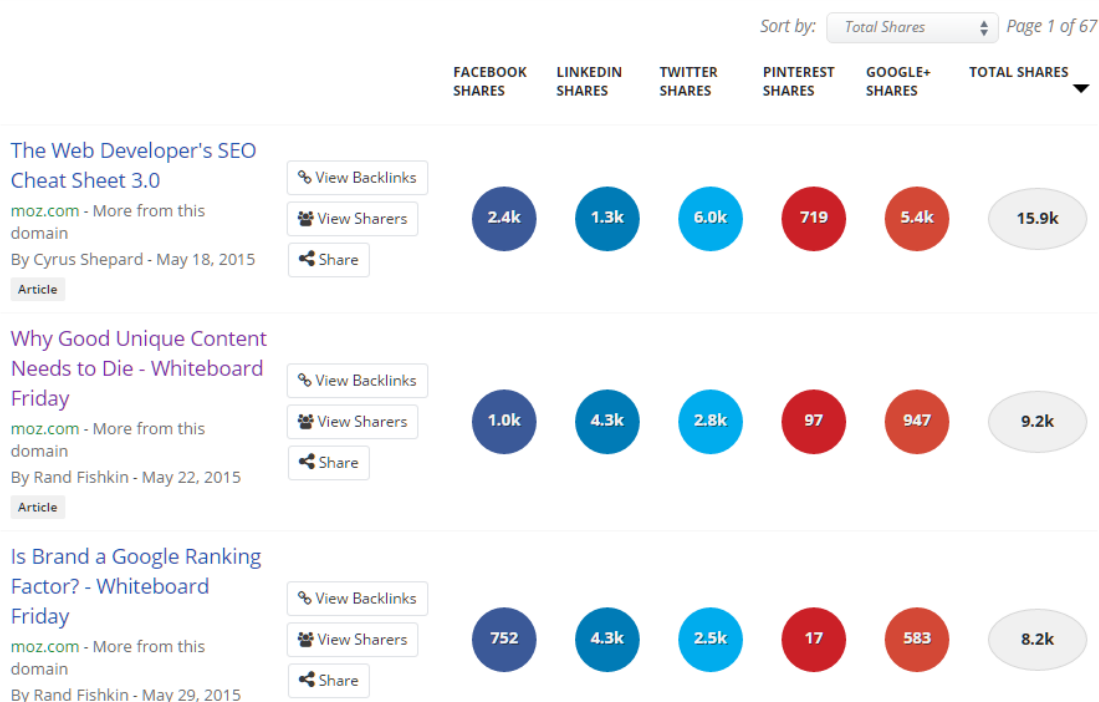 Sort by: Total Shares Page 1 of 67
FACEBOOK SHARES LINKEDIN SHARES TWITTER SHARES PINTEREST SHARES GOOGLE+ SHARES TOTAL SHARES
The Web Developer's SEO
Cheat Sheet 3.0
moz.com - More from this
domain
By Cyrus Shepard - May 18, 2015
Article
View Backlinks
View Sharers
Share
2.4k 1.3k 6.0k 719 5.4k 15.9k
Why Good Unique Content
Needs to Die - Whiteboard
Friday
moz.com - More from this
domain
By Rand Fishkin - May 22, 2015
Article
View Backlinks
View Sharers
Share
1.0k 4.3k 2.8k 97 947 9.2k
Is Brand a Google Ranking
Factor? - Whiteboard
Friday
moz.com - More from this
domain
By Rand Fishkin - May 29, 2015
View Backlinks
View Sharers
Share
752 4.3k 2.5k 17 583 8.2k